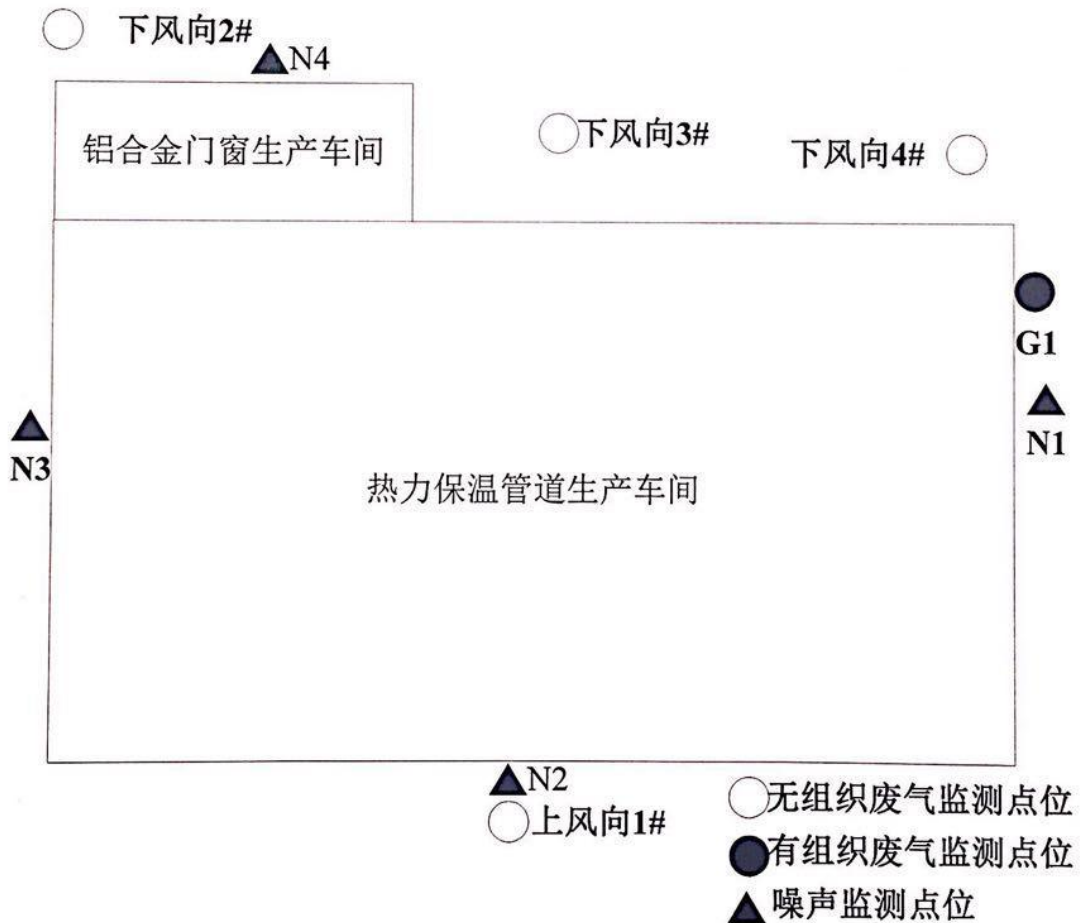 下风向2#
N4
铝合金门窗生产车间
下风向3#
下风向4#
G1
N1
N3
热力保温管道生产车间
N2
上风向1#
无组织废气监测点位
有组织废气监测点位
噪声监测点位